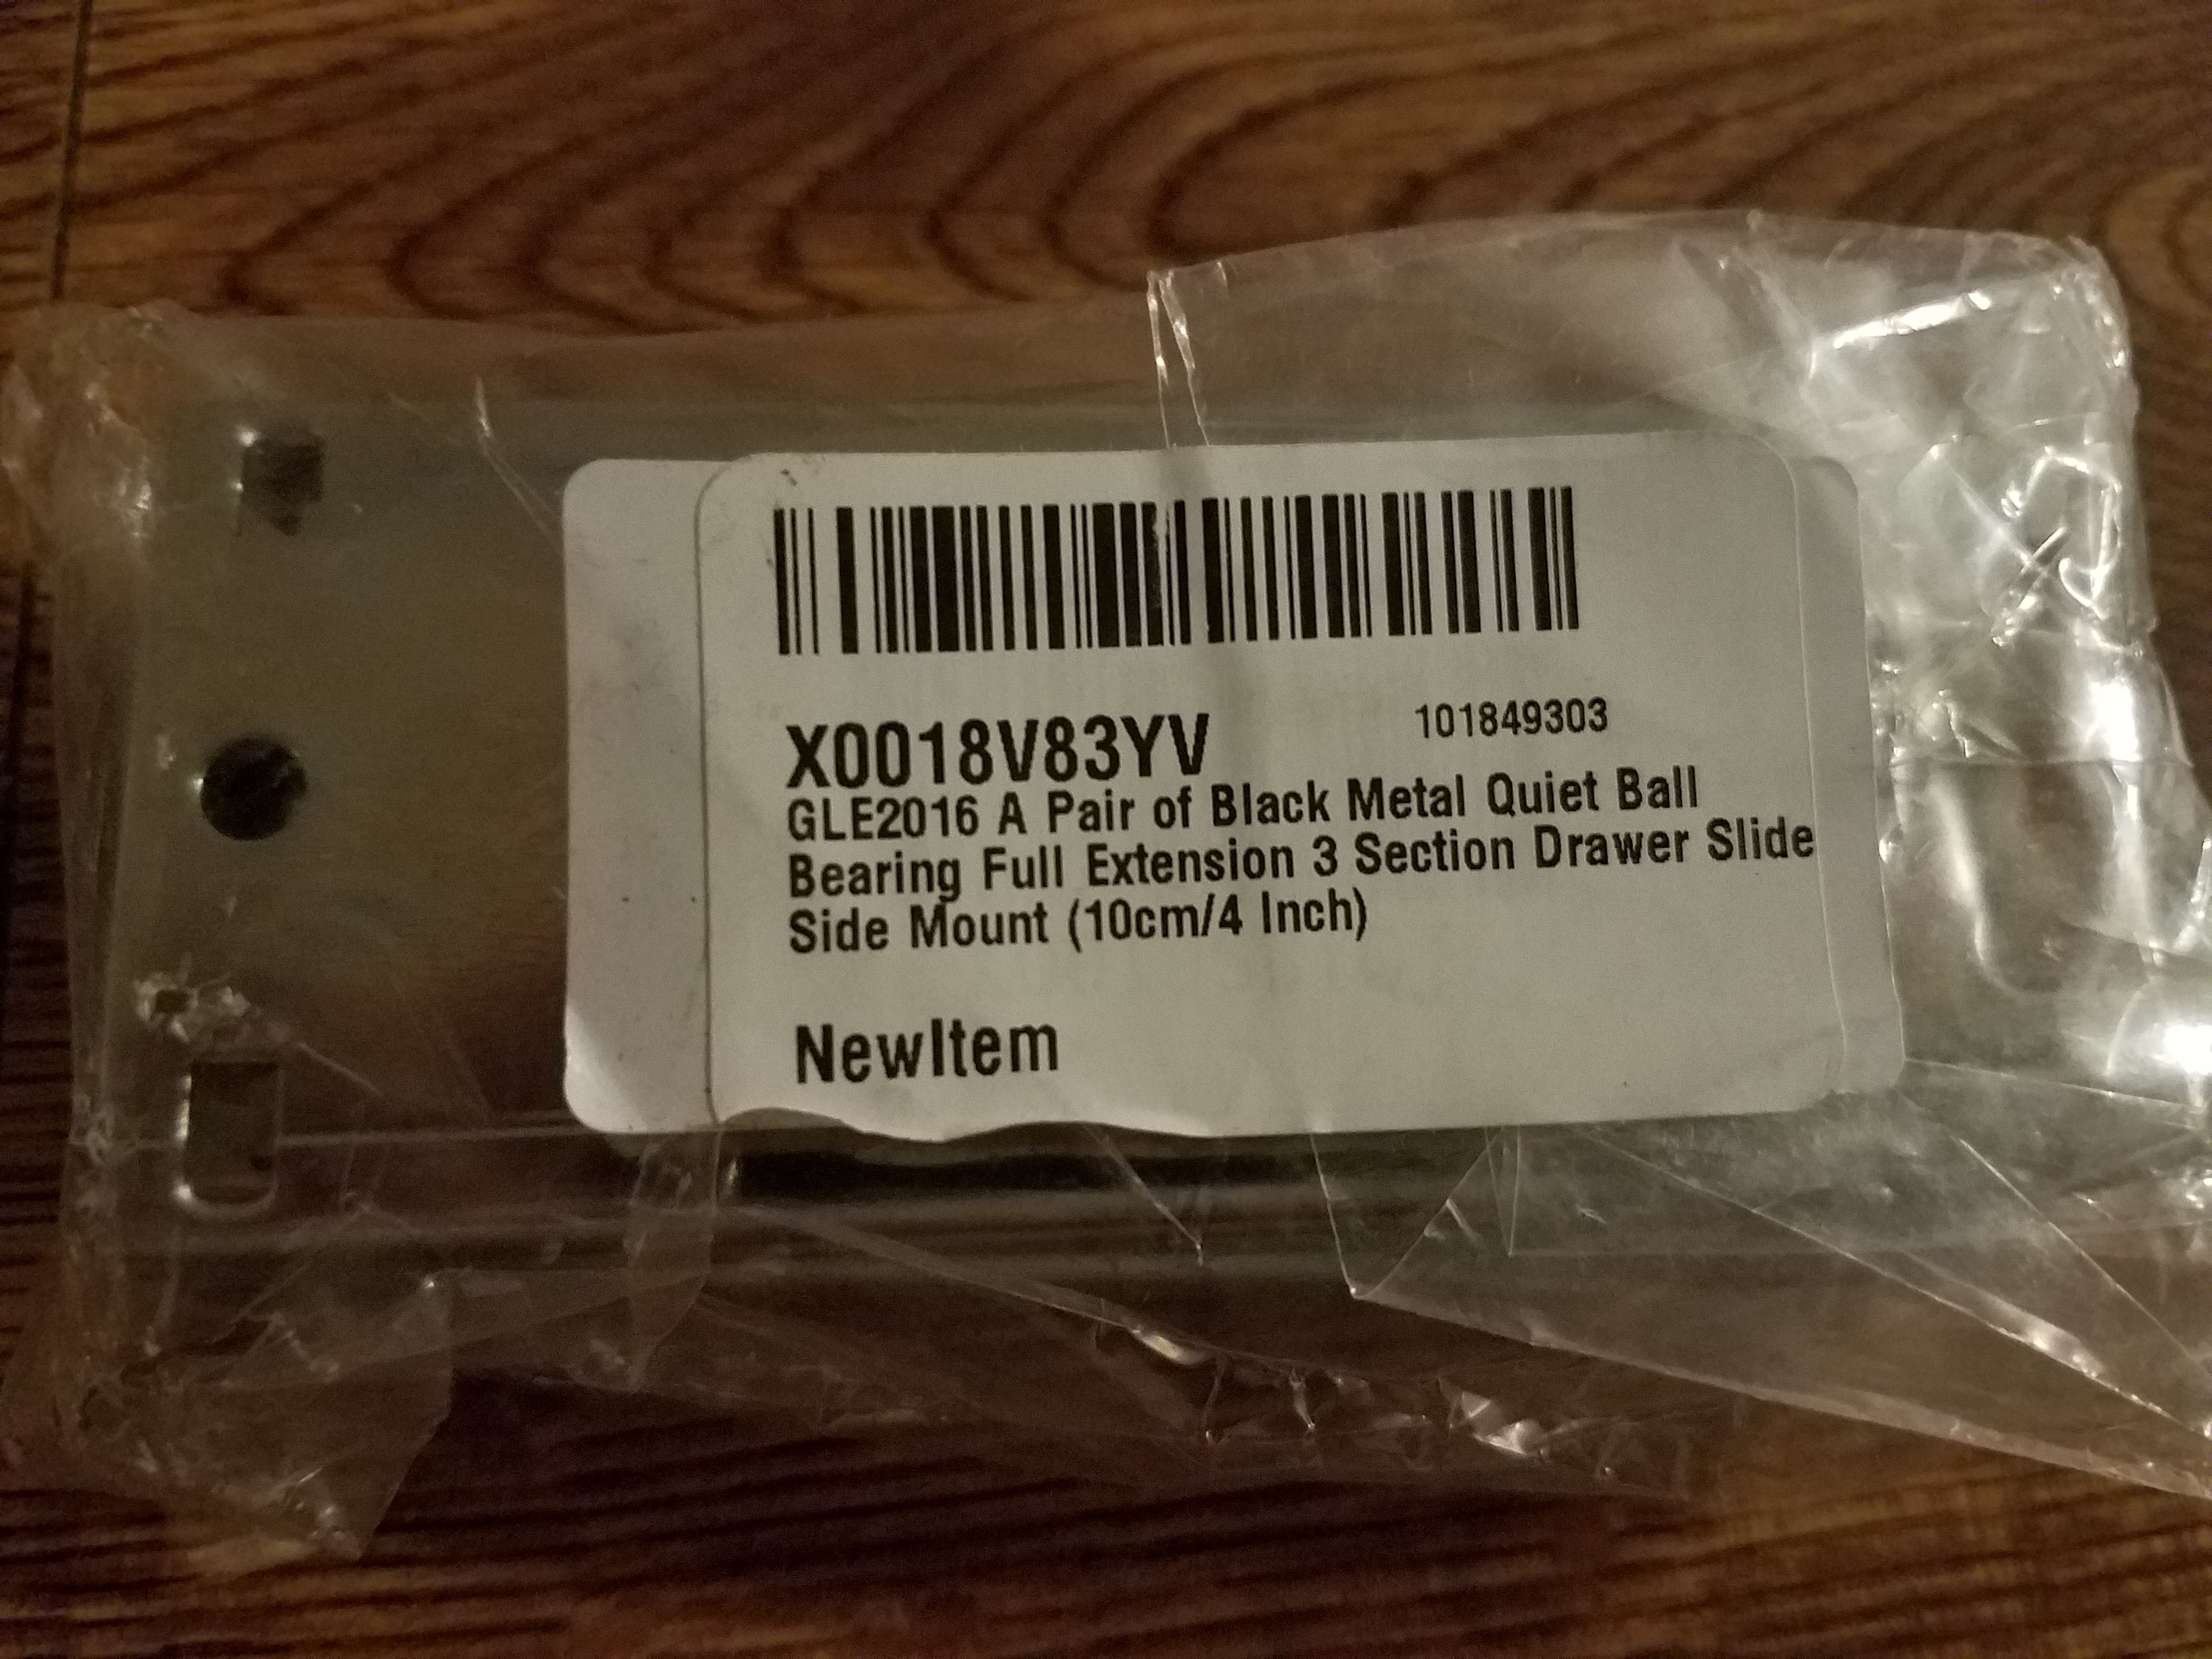 X0018V83YV 101849303
GLE2016 A Pair of Black Metal Quiet Ball
Bearing Full Extension 3 Section Drawer Slide
Side Mount (10cm/4 Inch)
NewItem